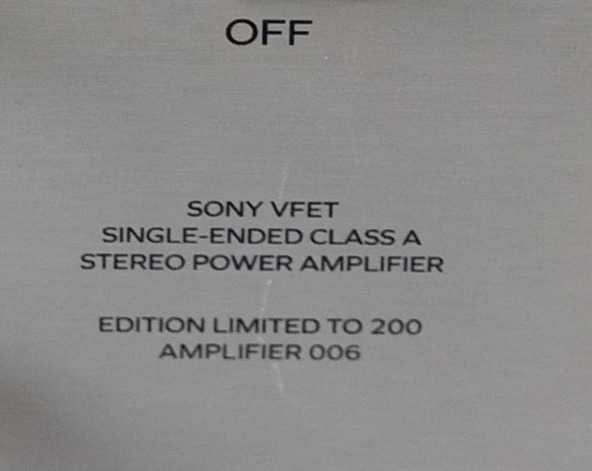 OFF
SONY VFET
SINGLE-ENDED CLASS A
STEREO POWER AMPLIFIER
EDITION LIMITED TO 200
AMPLIFIER 006